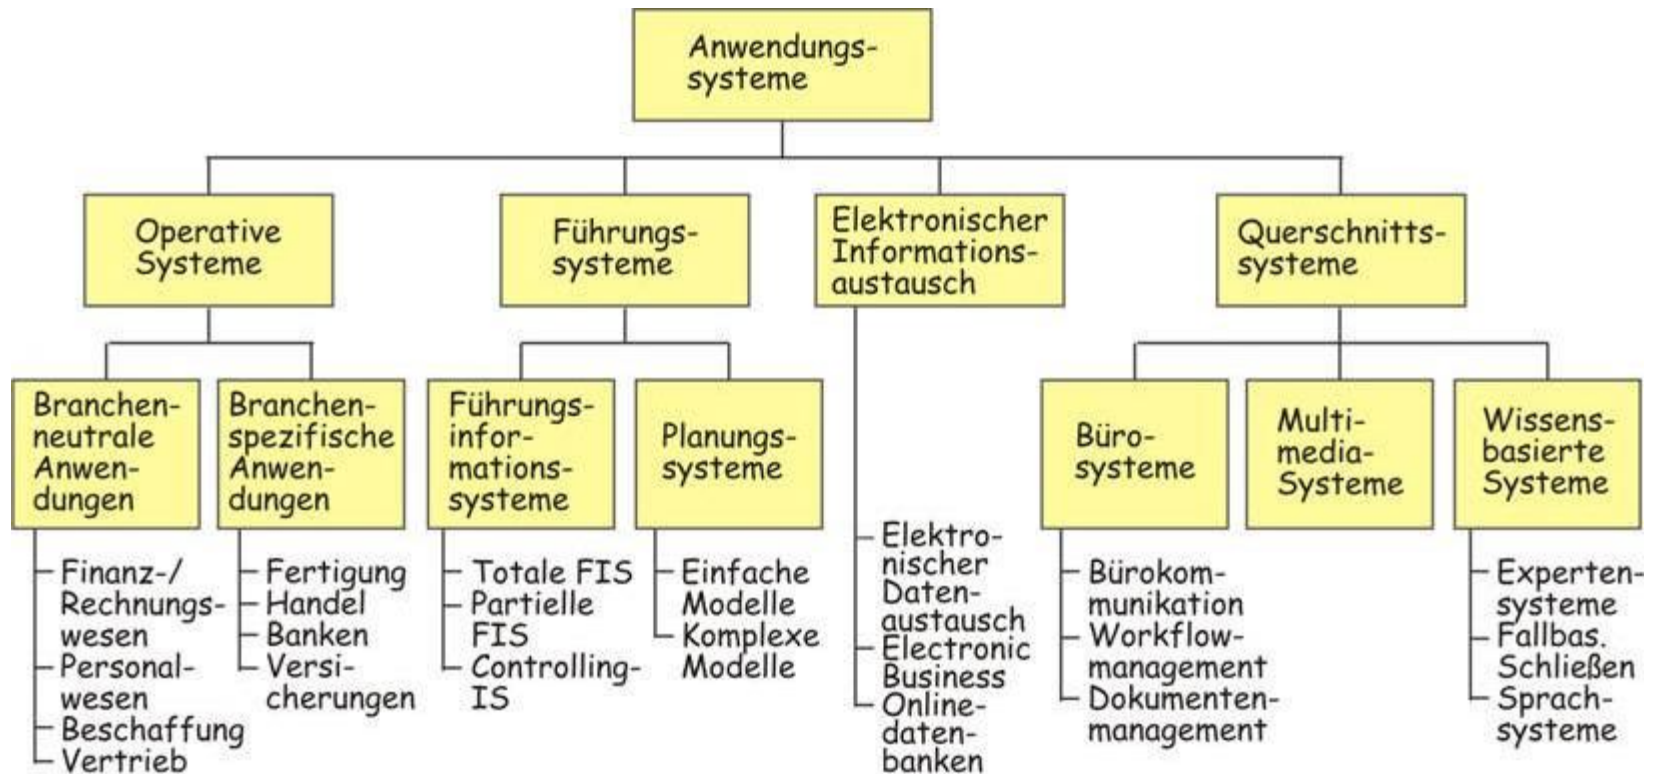 Anwendungs-
systeme
Operative
Systeme
Führungs-
systeme
Elektronischer
Informations-
austausch
Querschnitts-
systeme
Branchen-
neutrale
Anwen-
dungen
Branchen-
spezifische
Anwen-
dungen
Führungs-
infor-
mations-
systeme
Planungs-
systeme
Büro-
systeme
Multi-
media-
Systeme
Wissens-
basierte
Systeme
Finanz-/
Rechnungs-
wesen
Personal-
wesen
Beschaffung
Vertrieb
Fertigung
Handel
Banken
Versi-
cherungen
Totale FIS
Partielle
FIS
Controlling-
IS
Einfache
Modelle
Komplexe
Modelle
Elektro-
nischer
Daten-
austausch
Electronic
Business
Online-
daten-
banken
Bürokom-
munikation
Workflow-
management
Dokumenten-
management
Experten-
systeme
Fallbas.
Schließen
Sprach-
systeme